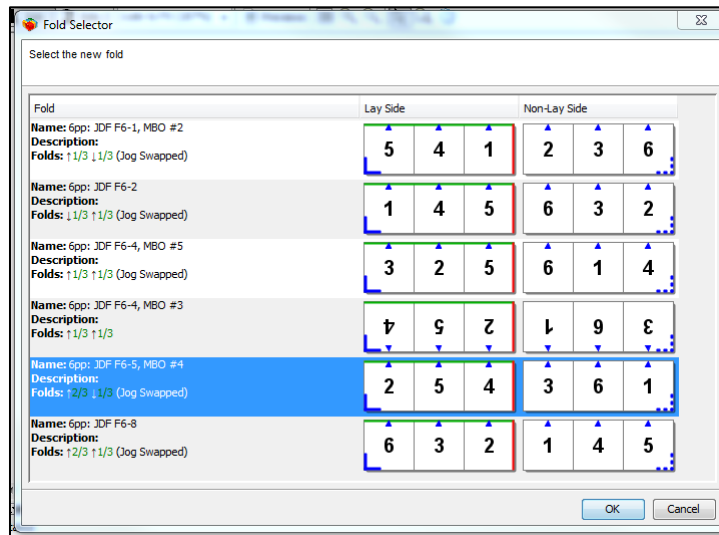 Fold Selector
Select the new fold
Fold Lay Side Non-Lay Side
Name: 6pp: JDF F6-1, MBO #2
Description:
Folds: ↑1/3 ↓1/3 (Jog Swapped)
5 4 1 2 3 6
Name: 6pp: JDF F6-2
Description:
Folds: ↓1/3 ↑1/3 (Jog Swapped)
1 4 5 6 3 2
Name: 6pp: JDF F6-4, MBO #5
Description:
Folds: ↑1/3 ↑1/3 (Jog Swapped)
3 2 5 6 1 4
Name: 6pp: JDF F6-4, MBO #3
Description:
Folds: ↑1/3 ↑1/3
4 5 2 1 6 3
Name: 6pp: JDF F6-5, MBO #4
Description:
Folds: ↑2/3 ↓1/3 (Jog Swapped)
2 5 4 3 6 1
Name: 6pp: JDF F6-8
Description:
Folds: ↑2/3 ↑1/3 (Jog Swapped)
6 3 2 1 4 5
OK Cancel